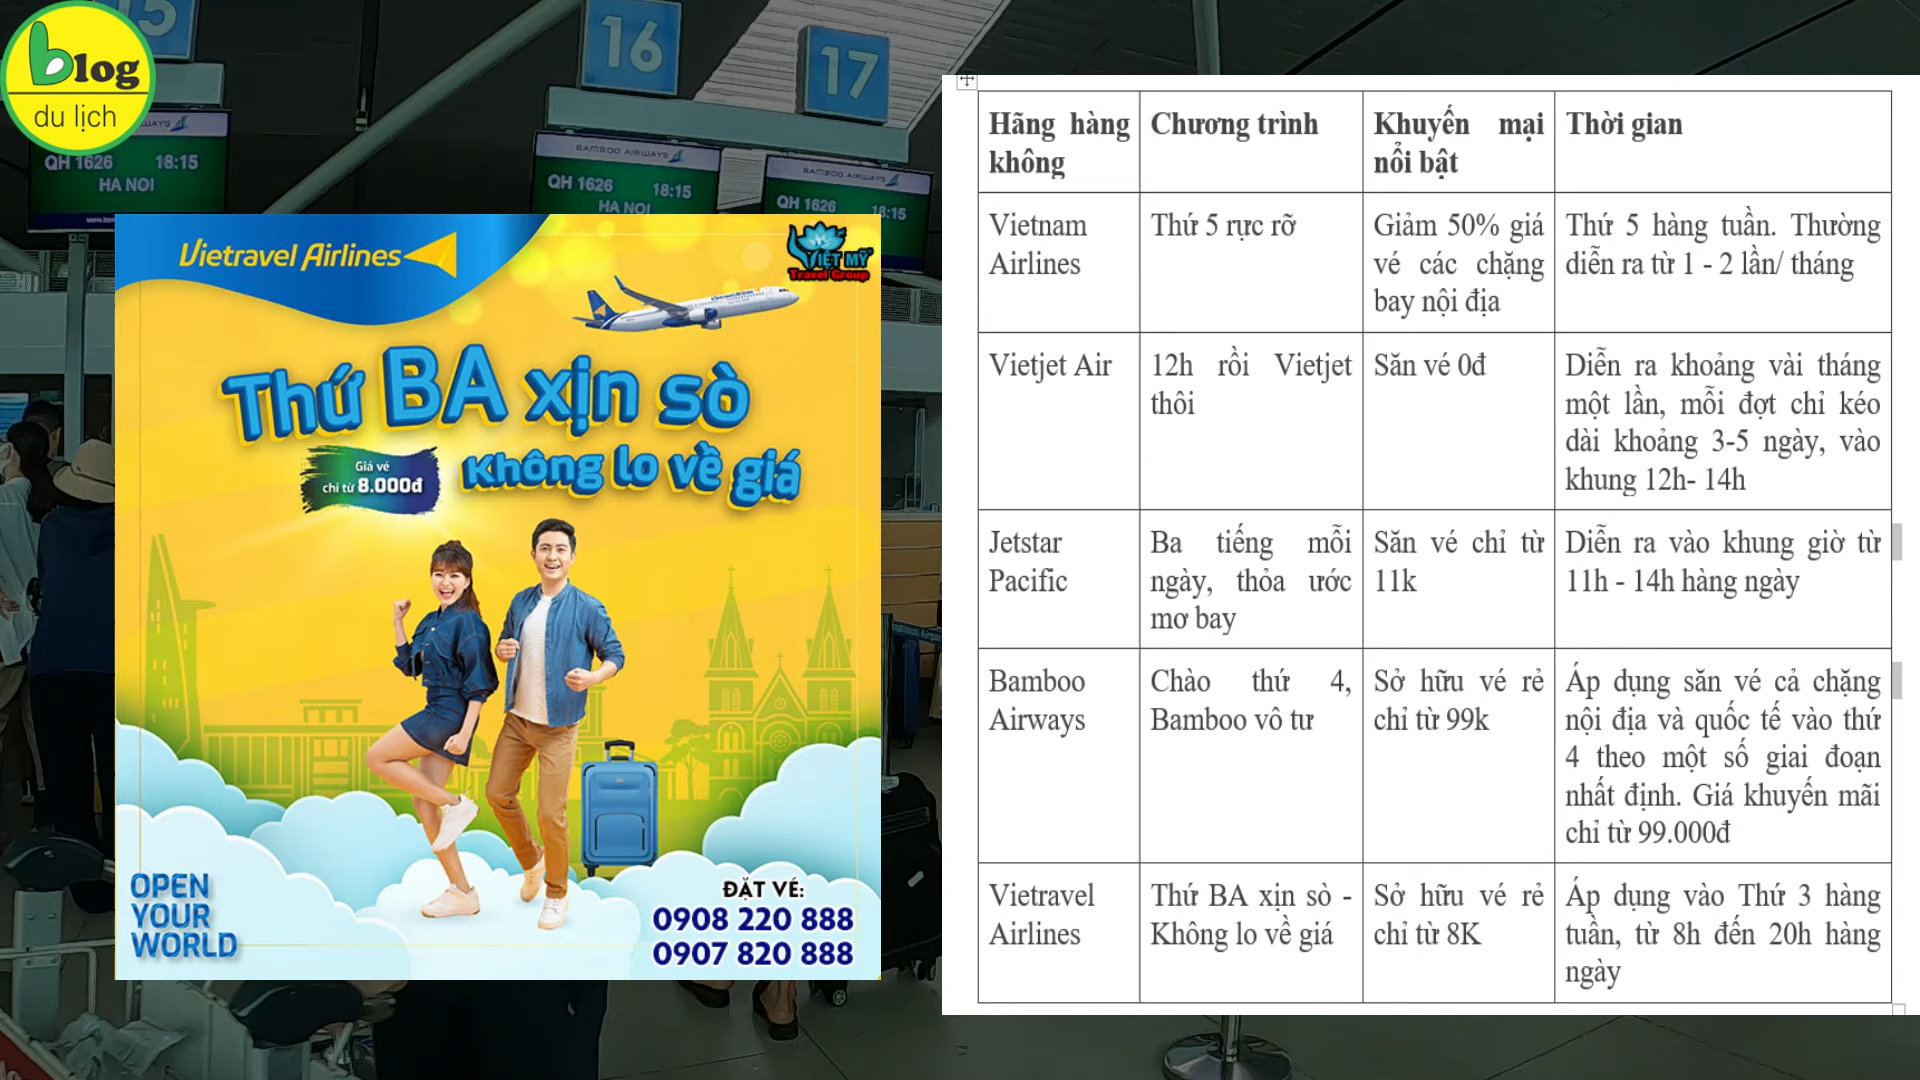 blog
du lịch
15
16
17
QH 1626 18:15
HA NOI
BAMBOO AIRWAYS
QH 1626 18:15
HA NOI
BAMBOO AIRWAYS
QH 1626 18:15
Vietravel Airlines
VIỆT MỸ
Travel Group
Thứ BA xịn sò
Không lo về giá
Giá vé
chỉ từ 8.000đ
OPEN
YOUR
WORLD
ĐẶT VÉ:
0908 220 888
0907 820 888
Hãng hàng
không
Chương trình
Khuyến mại
nổi bật
Thời gian
Vietnam
Airlines
Thứ 5 rực rỡ
Giảm 50% giá
vé các chặng
bay nội địa
Thứ 5 hàng tuần. Thường
diễn ra từ 1 - 2 lần/ tháng
Vietjet Air
12h rồi Vietjet
thôi
Săn vé 0đ
Diễn ra khoảng vài tháng
một lần, mỗi đợt chỉ kéo
dài khoảng 3-5 ngày, vào
khung 12h- 14h
Jetstar
Pacific
Ba tiếng mỗi
ngày, thỏa ước
mơ bay
Săn vé chỉ từ
11k
Diễn ra vào khung giờ từ
11h - 14h hàng ngày
Bamboo
Airways
Chào thứ 4,
Bamboo vô tư
Sở hữu vé rẻ
chỉ từ 99k
Áp dụng săn vé cả chặng
nội địa và quốc tế vào thứ
4 theo một số giai đoạn
nhất định. Giá khuyến mãi
chỉ từ 99.000đ
Vietravel
Airlines
Thứ BA xịn sò -
Không lo về giá
Sở hữu vé rẻ
chỉ từ 8K
Áp dụng vào Thứ 3 hàng
tuần, từ 8h đến 20h hàng
ngày